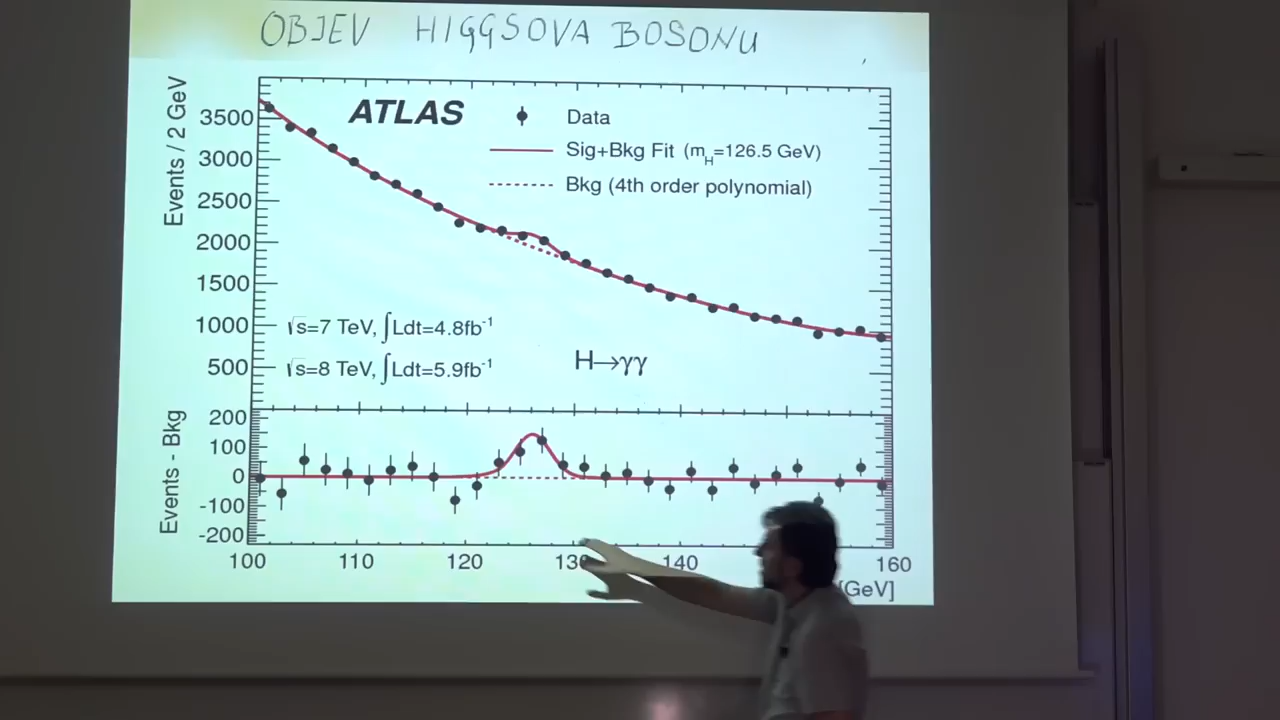 OBJEV HIGGSOVA BOSONU
ATLAS
Data
Sig+Bkg Fit (mH=126.5 GeV)
Bkg (4th order polynomial)
Events / 2 GeV
3500
3000
2500
2000
1500
1000
500
√s=7 TeV, ∫Ldt=4.8fb-1
√s=8 TeV, ∫Ldt=5.9fb-1
H→γγ
Events - Bkg
200
100
0
-100
-200
100 110 120 130 140 160
[GeV]